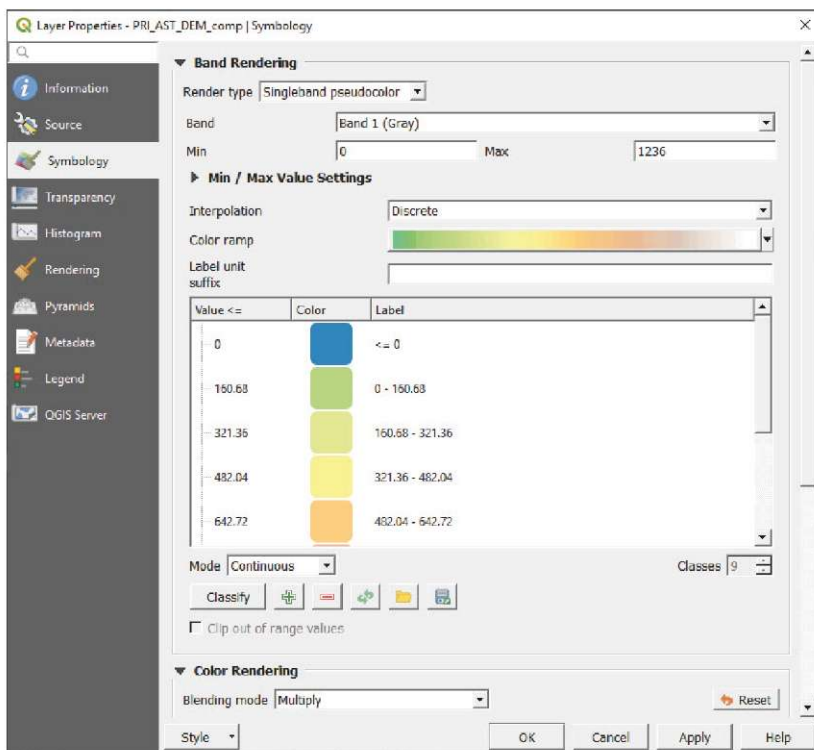 Layer Properties - PRI_AST_DEM_comp | Symbology
Information
Source
Symbology
Transparency
Histogram
Rendering
Pyramids
Metadata
Legend
QGIS Server
Band Rendering
Render type Singleband pseudocolor
Band Band 1 (Gray)
Min 0 Max 1236
Min / Max Value Settings
Interpolation Discrete
Color ramp
Label unit
suffix
Value <= Color Label
0 <= 0
160.68 0 - 160.68
321.36 160.68 - 321.36
482.04 321.36 - 482.04
642.72 482.04 - 642.72
Mode Continuous Classes 9
Classify
Clip out of range values
Color Rendering
Blending mode Multiply Reset
Style OK Cancel Apply Help